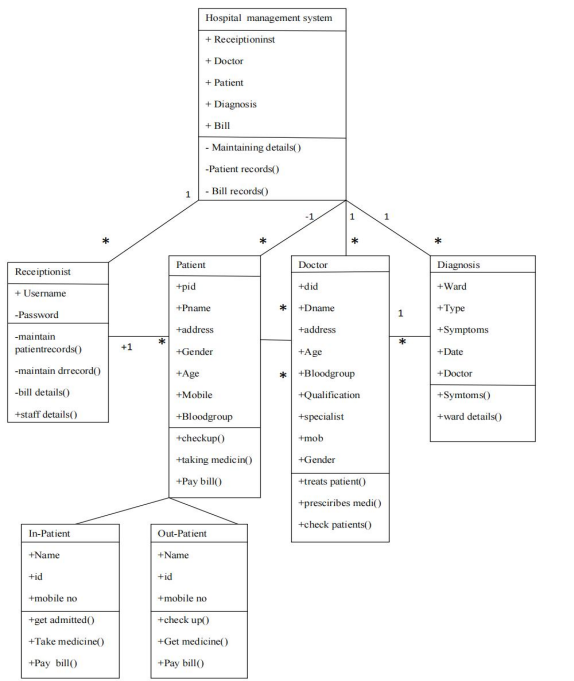 Hospital  management system
+ Receiptioninst
+ Doctor
+ Patient
+ Diagnosis
+ Bill
- Maintaining details()
-Patient records()
- Bill records()
1
-1
1
1
*
*
*
*
Receiptionist
+ Username
-Password
-maintain
patientrecords()
-maintain drrecord()
-bill details()
+staff details()
+1
*
Patient
+pid
+Pname
+address
+Gender
+Age
+Mobile
+Bloodgroup
+checkup()
+taking medicin()
+Pay bill()
*
*
Doctor
+did
+Dname
+address
+Age
+Bloodgroup
+Qualification
+specialist
+mob
+Gender
+treats patient()
+presciribes medi()
+check patients()
1
*
Diagnosis
+Ward
+Type
+Symptoms
+Date
+Doctor
+Symtoms()
+ward details()
In-Patient
+Name
+id
+mobile no
+get admitted()
+Take medicine()
+Pay  bill()
Out-Patient
+Name
+id
+mobile no
+check up()
+Get medicine()
+Pay bill()